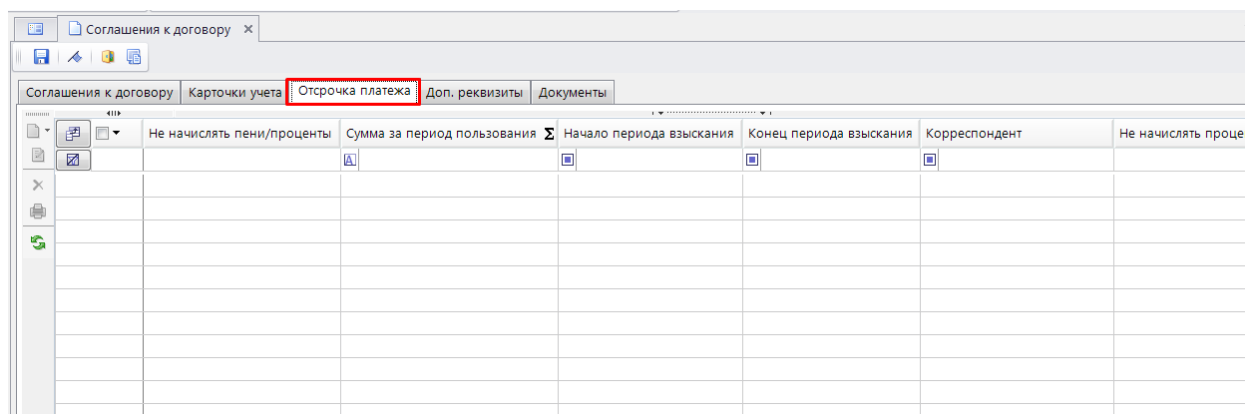 Соглашения к договору
Соглашения к договору Карточки учета Отсрочка платежа Доп. реквизиты Документы
Не начислять пени/проценты Сумма за период пользования Σ Начало периода взыскания Конец периода взыскания Корреспондент Не начислять проце
A